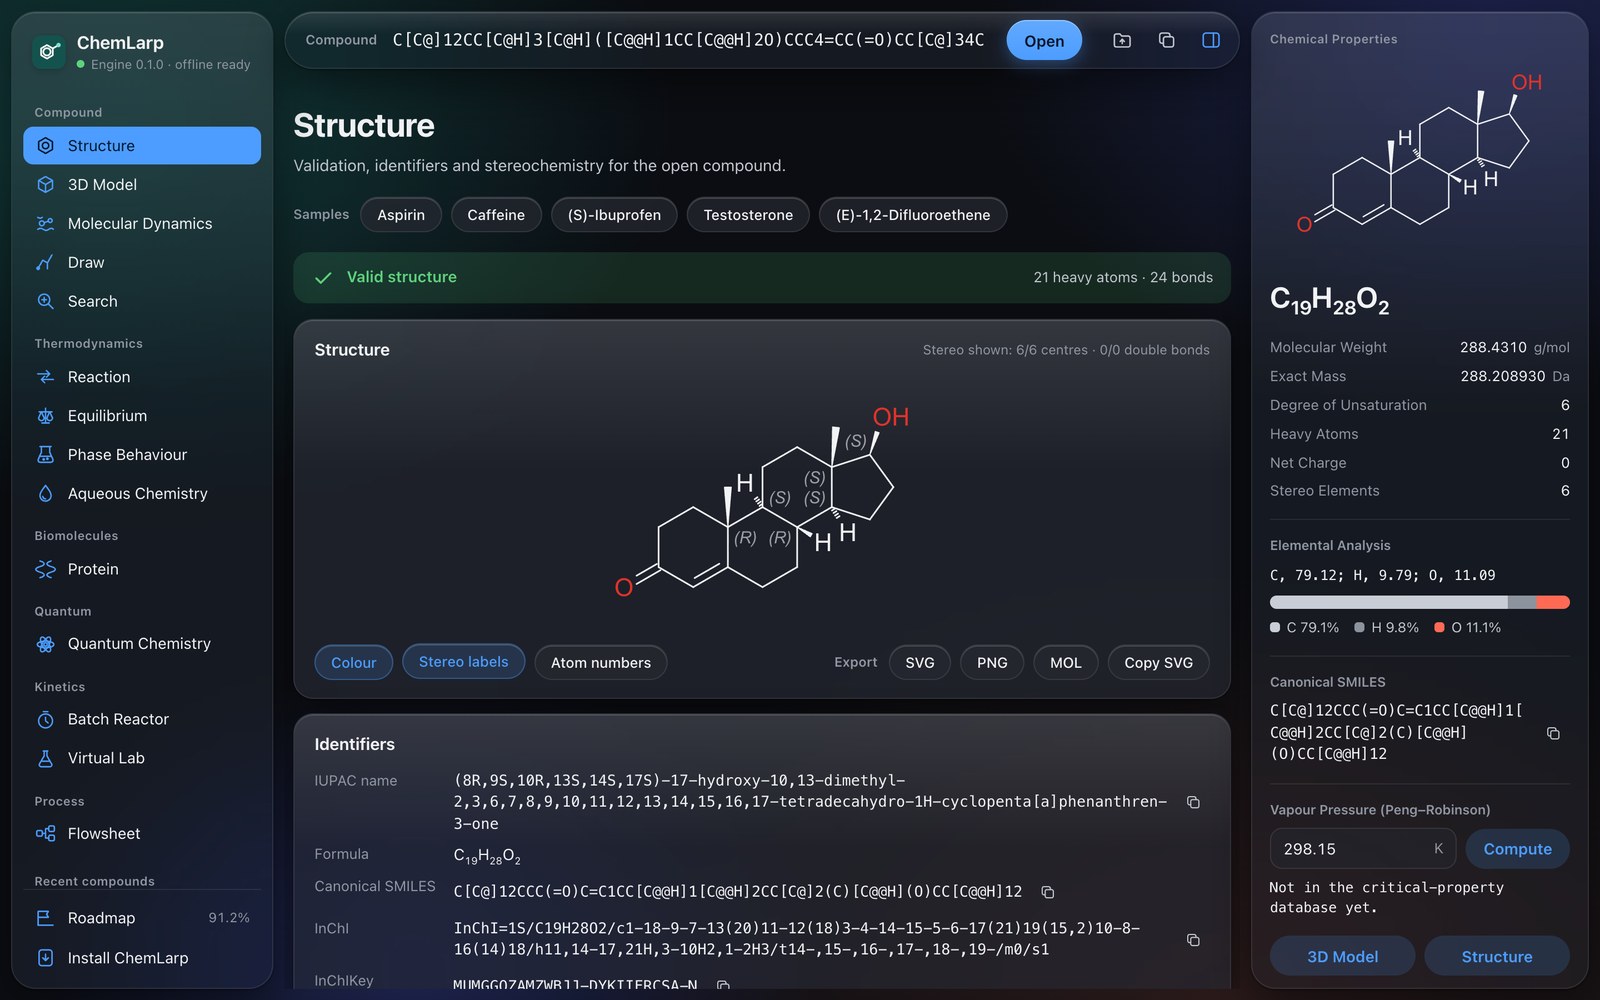 ChemLarp
Engine 0.1.0 · offline ready
Compound
Structure
3D Model
Molecular Dynamics
Draw
Search
Thermodynamics
Reaction
Equilibrium
Phase Behaviour
Aqueous Chemistry
Biomolecules
Protein
Quantum
Quantum Chemistry
Kinetics
Batch Reactor
Virtual Lab
Process
Flowsheet
Recent compounds
Roadmap 91.2%
Install ChemLarp
Compound C[C@]12CC[C@H]3[C@H]([C@@H]1CC[C@@H]2O)CCC4=CC(=O)CC[C@]34C Open
Structure
Validation, identifiers and stereochemistry for the open compound.
Samples Aspirin Caffeine (S)-Ibuprofen Testosterone (E)-1,2-Difluoroethene
Valid structure 21 heavy atoms · 24 bonds
Structure Stereo shown: 6/6 centres · 0/0 double bonds
OH
(S)
H (S)
(S) (S)
H
(R) (R) H
O
Colour Stereo labels Atom numbers Export SVG PNG MOL Copy SVG
Identifiers
IUPAC name (8R,9S,10R,13S,14S,17S)-17-hydroxy-10,13-dimethyl-
2,3,6,7,8,9,10,11,12,13,14,15,16,17-tetradecahydro-1H-cyclopenta[a]phenanthren-
3-one
Formula C19H28O2
Canonical SMILES C[C@]12CCC(=O)C=C1CC[C@@H]1[C@@H]2CC[C@]2(C)[C@@H](O)CC[C@@H]12
InChI InChI=1S/C19H28O2/c1-18-9-7-13(20)11-12(18)3-4-14-15-5-6-17(21)19(15,2)10-8-
16(14)18/h11,14-17,21H,3-10H2,1-2H3/t14-,15-,16-,17-,18-,19-/m0/s1
InChIKey MUMGGOZAMZWBJJ-DYKIIFRCSA-N
Chemical Properties
OH
H
H
H
O
C19H28O2
Molecular Weight 288.4310 g/mol
Exact Mass 288.208930 Da
Degree of Unsaturation 6
Heavy Atoms 21
Net Charge 0
Stereo Elements 6
Elemental Analysis
C, 79.12; H, 9.79; O, 11.09
C 79.1% H 9.8% O 11.1%
Canonical SMILES
C[C@]12CCC(=O)C=C1CC[C@@H]1[
C@@H]2CC[C@]2(C)[C@@H]
(O)CC[C@@H]12
Vapour Pressure (Peng–Robinson)
298.15 K Compute
Not in the critical-property
database yet.
3D Model Structure